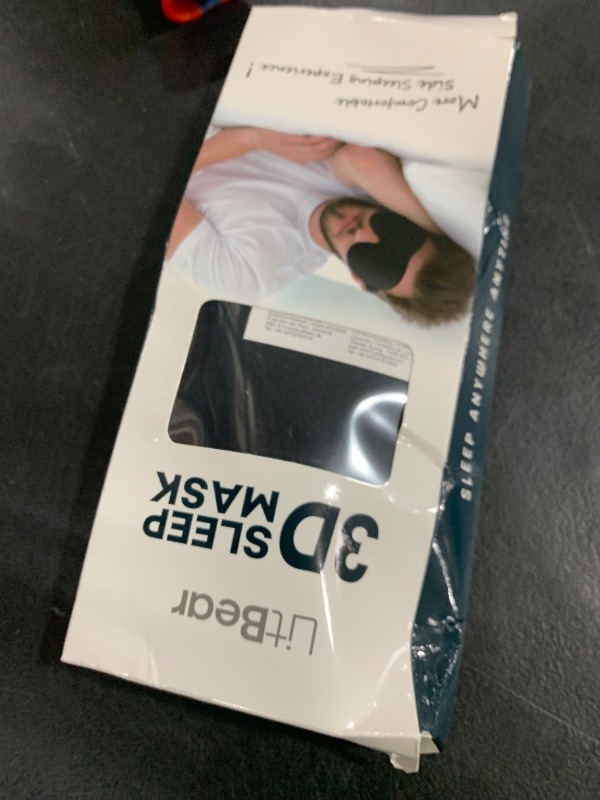 LitBear
3D SLEEP
MASK
More Comfortable
Side Sleeping Experience!
SLEEP ANYWHERE ANYTIME